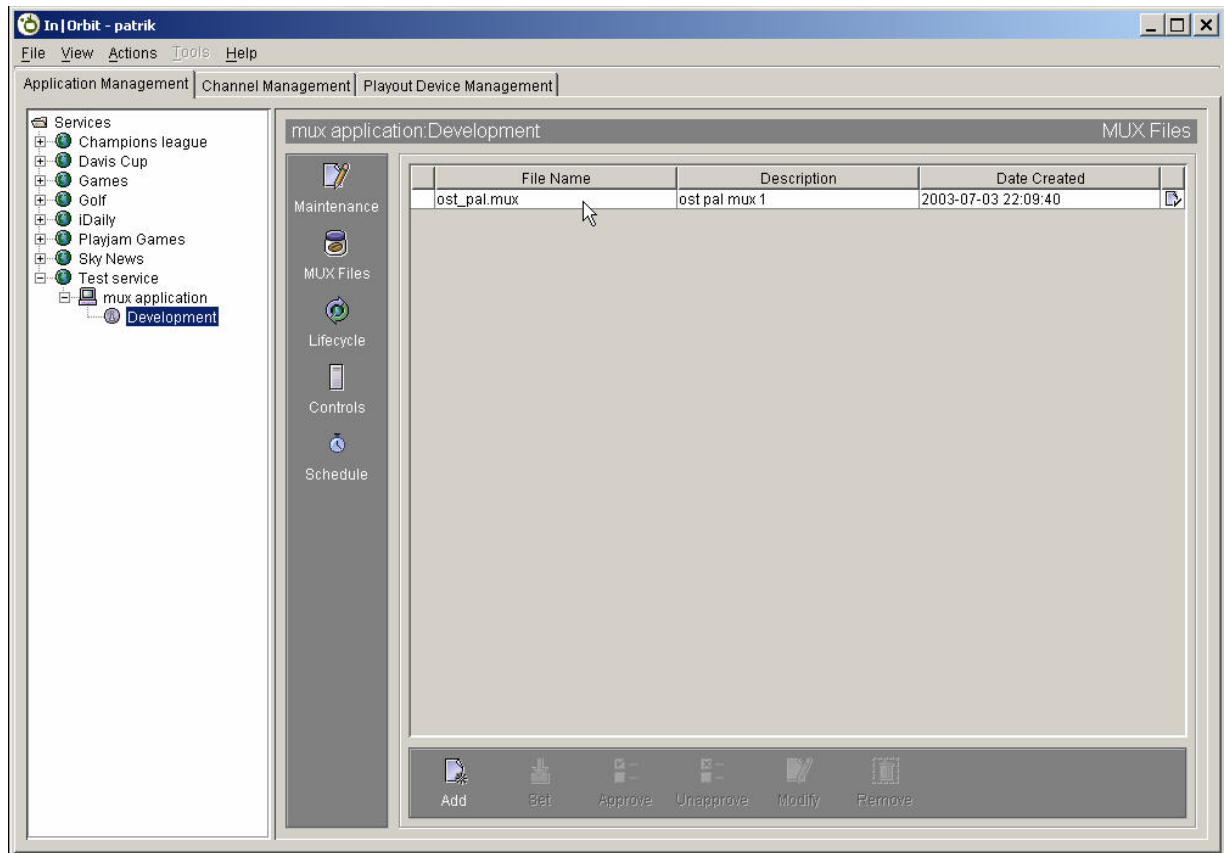 In|Orbit - patrik
File View Actions Tools Help
Application Management Channel Management Playout Device Management
Services
Champions league
Davis Cup
Games
Golf
iDaily
Playjam Games
Sky News
Test service
mux application
Development
mux application:Development MUX Files
Maintenance
MUX Files
Lifecycle
Controls
Schedule
File Name Description Date Created
ost_pal.mux ost pal mux 1 2003-07-03 22:09:40
Add Set Approve Unapprove Modify Remove